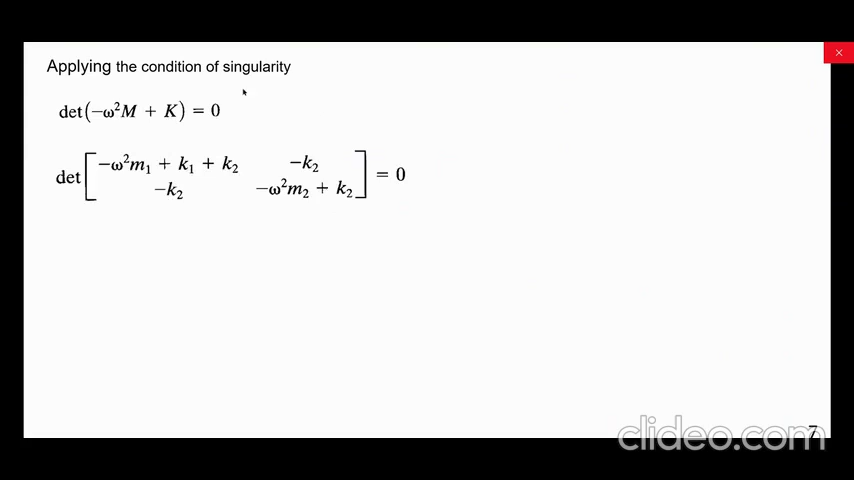 Applying the condition of singularity
det(−ω²M + K) = 0
det[−ω²m₁ + k₁ + k₂  −k₂
−k₂  −ω²m₂ + k₂] = 0
7
clideo.com